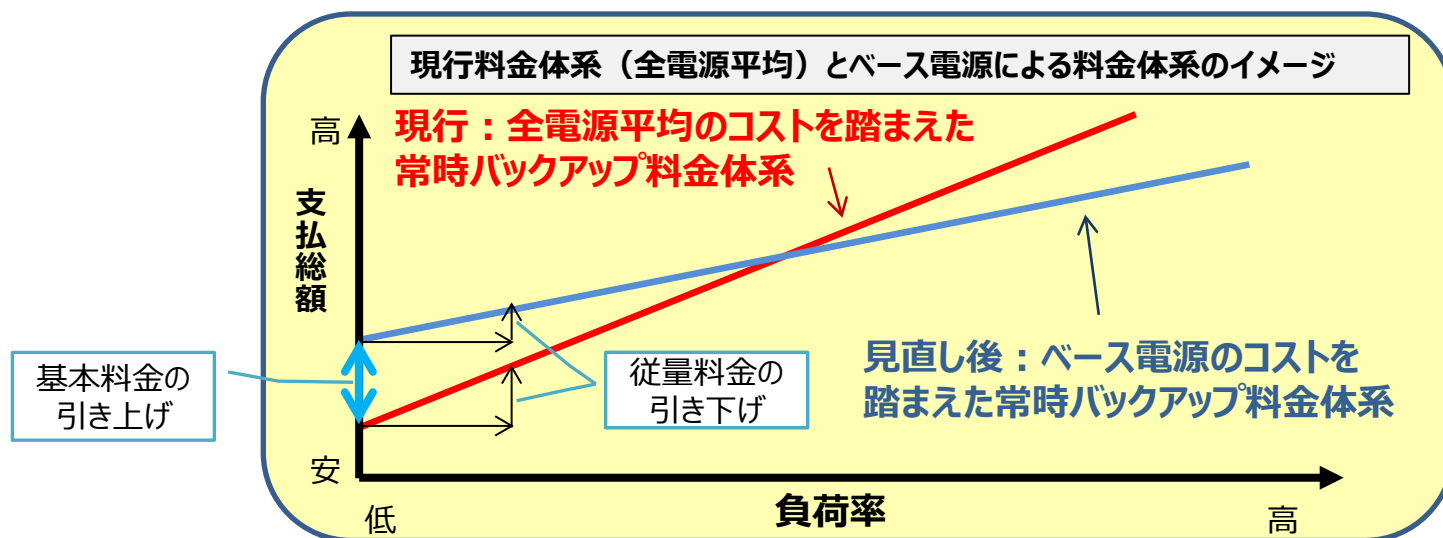 現行料金体系（全電源平均）とベース電源による料金体系のイメージ
高
現行：全電源平均のコストを踏まえた
常時バックアップ料金体系
支払総額
基本料金の
引き上げ
従量料金の
引き下げ
見直し後：ベース電源のコストを
踏まえた常時バックアップ料金体系
安
低
負荷率
高